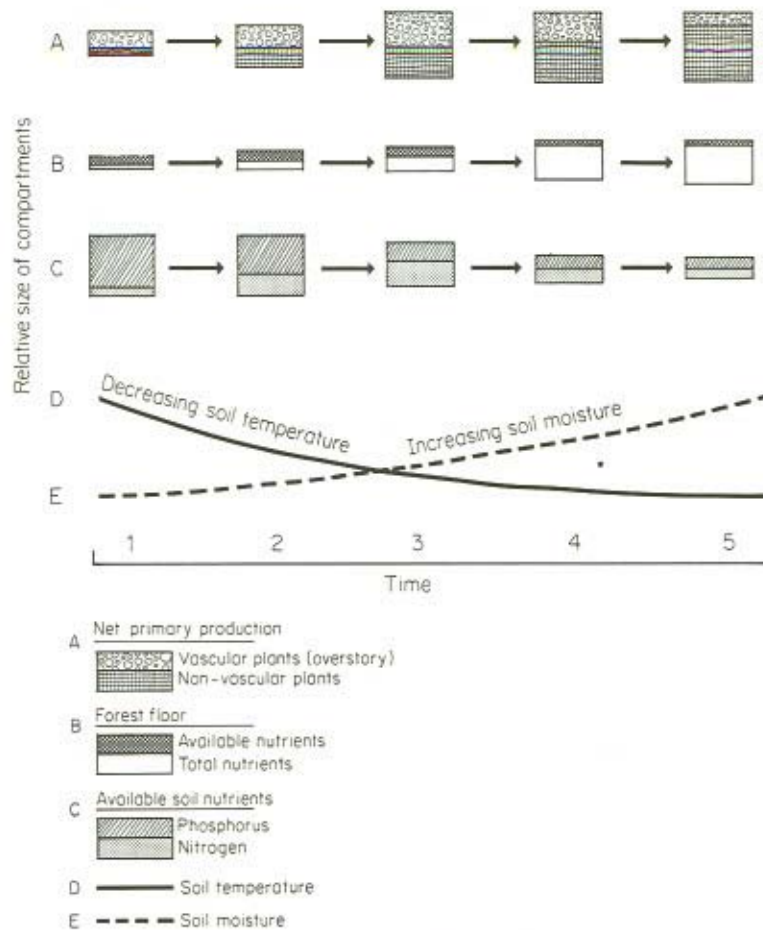 Relative size of compartments
A
B
C
D
E
Decreasing soil temperature
Increasing soil moisture
1 2 3 4 5
Time
A Net primary production
Vascular plants (overstory)
Non-vascular plants
B Forest floor
Available nutrients
Total nutrients
C Available soil nutrients
Phosphorus
Nitrogen
D Soil temperature
E Soil moisture